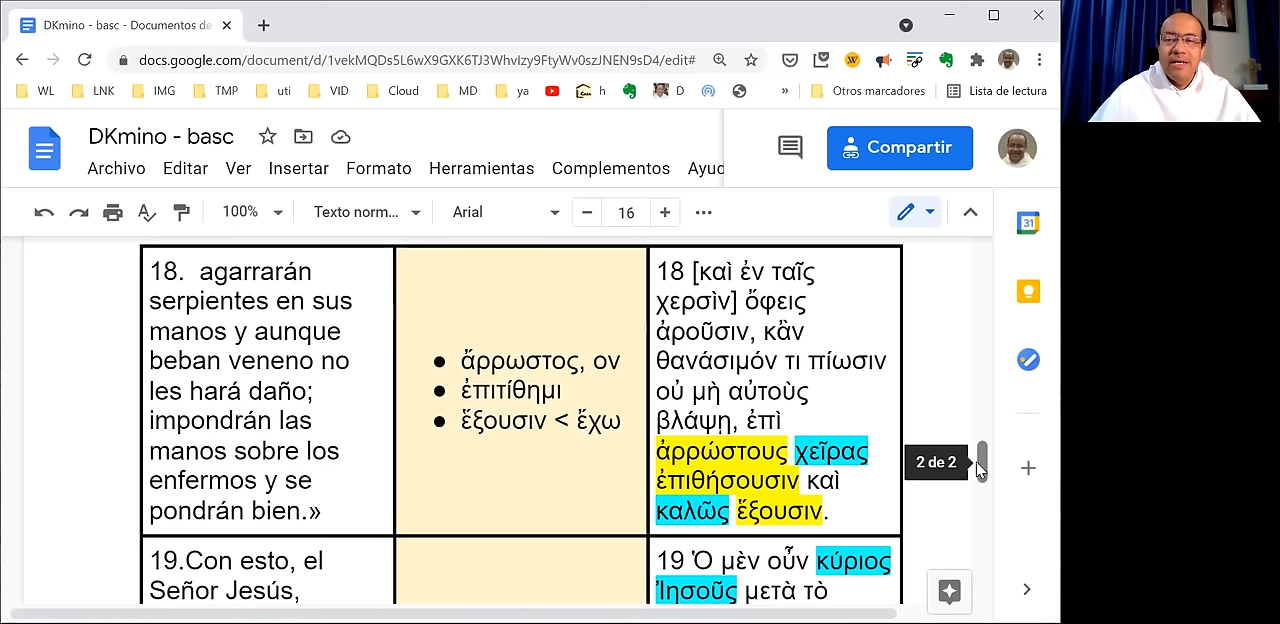 DKmino - basc - Documentos de
docs.google.com/document/d/1vekMQDs5L6wX9GXK6TJ3WhvIzy9FtyWv0szJNEN9sD4/edit#
WL LNK IMG TMP uti VID Cloud MD ya h D » Otros marcadores Lista de lectura
DKmino - basc
Compartir
Archivo Editar Ver Insertar Formato Herramientas Complementos Ayud
100% Texto norm... Arial 16
31
18. agarrarán
serpientes en sus
manos y aunque
beban veneno no
les hará daño;
impondrán las
manos sobre los
enfermos y se
pondrán bien.»
ἄρρωστος, ον
ἐπιτίθημι
ἕξουσιν < ἔχω
18 [καὶ ἐν ταῖς
χερσὶν] ὄφεις
ἀροῦσιν, κἂν
θανάσιμόν τι πίωσιν
οὐ μὴ αὐτοὺς
βλάψῃ, ἐπὶ
ἀρρώστους χεῖρας
ἐπιθήσουσιν καὶ
καλῶς ἕξουσιν.
2 de 2
19.Con esto, el
Señor Jesús,
19 Ὁ μὲν οὖν κύριος
Ἰησοῦς μετὰ τὸ